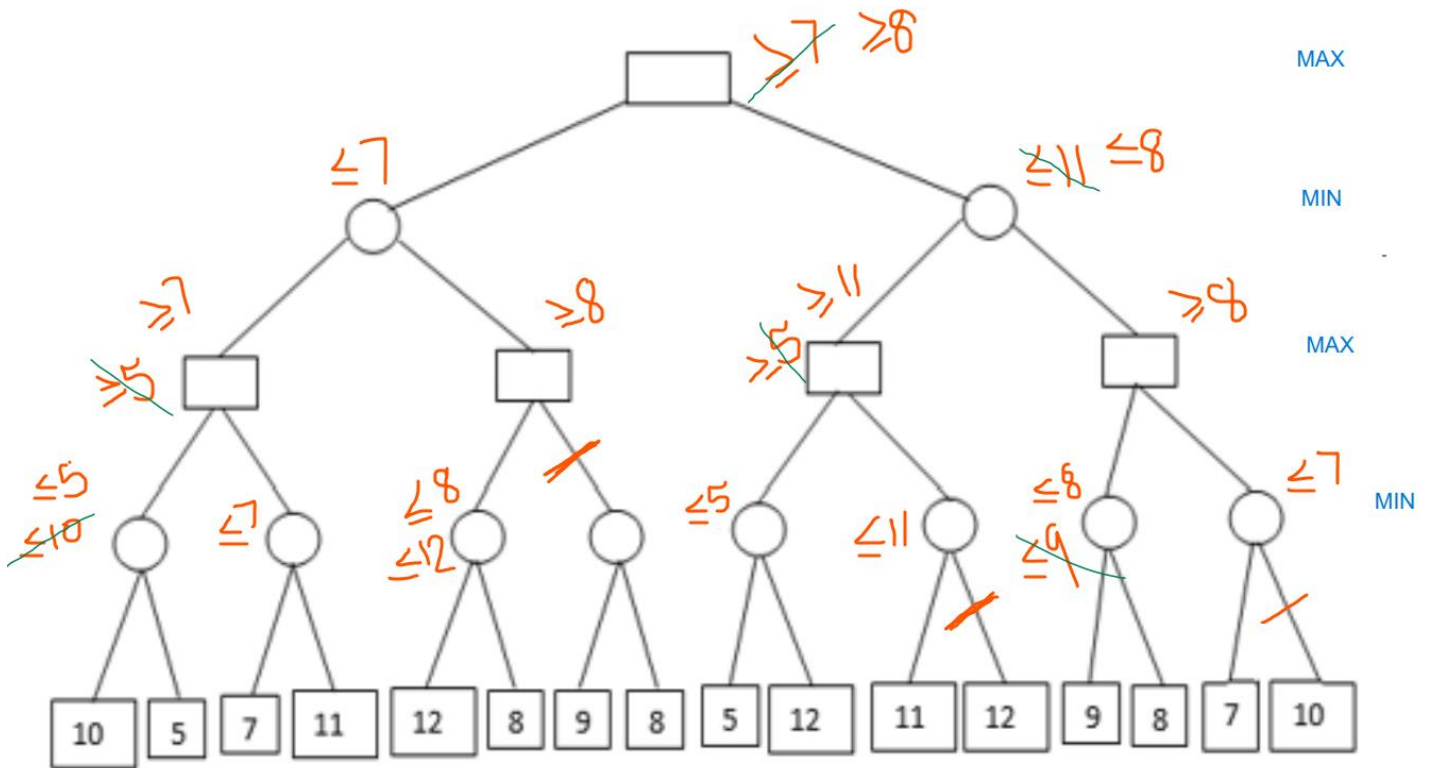 ≥7 ≥8 MAX
≤7 ≤11 ≤8 MIN
≥7 ≥8 ≥11 ≥8
≥5 ≥5 MAX
≤5 ≤8 ≤5 ≤8 ≤7
≤10 ≤7 ≤12 ≤11 ≤9 MIN
10 5 7 11 12 8 9 8 5 12 11 12 9 8 7 10